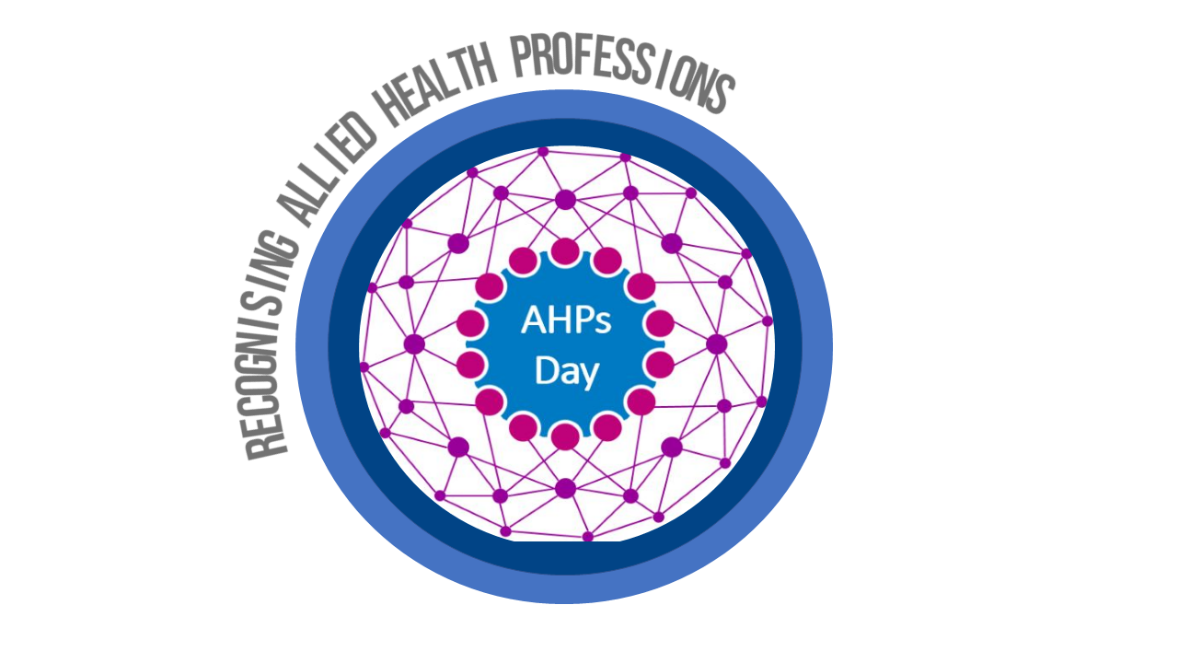 RECOGNISING ALLIED HEALTH PROFESSIONS
AHPs
Day